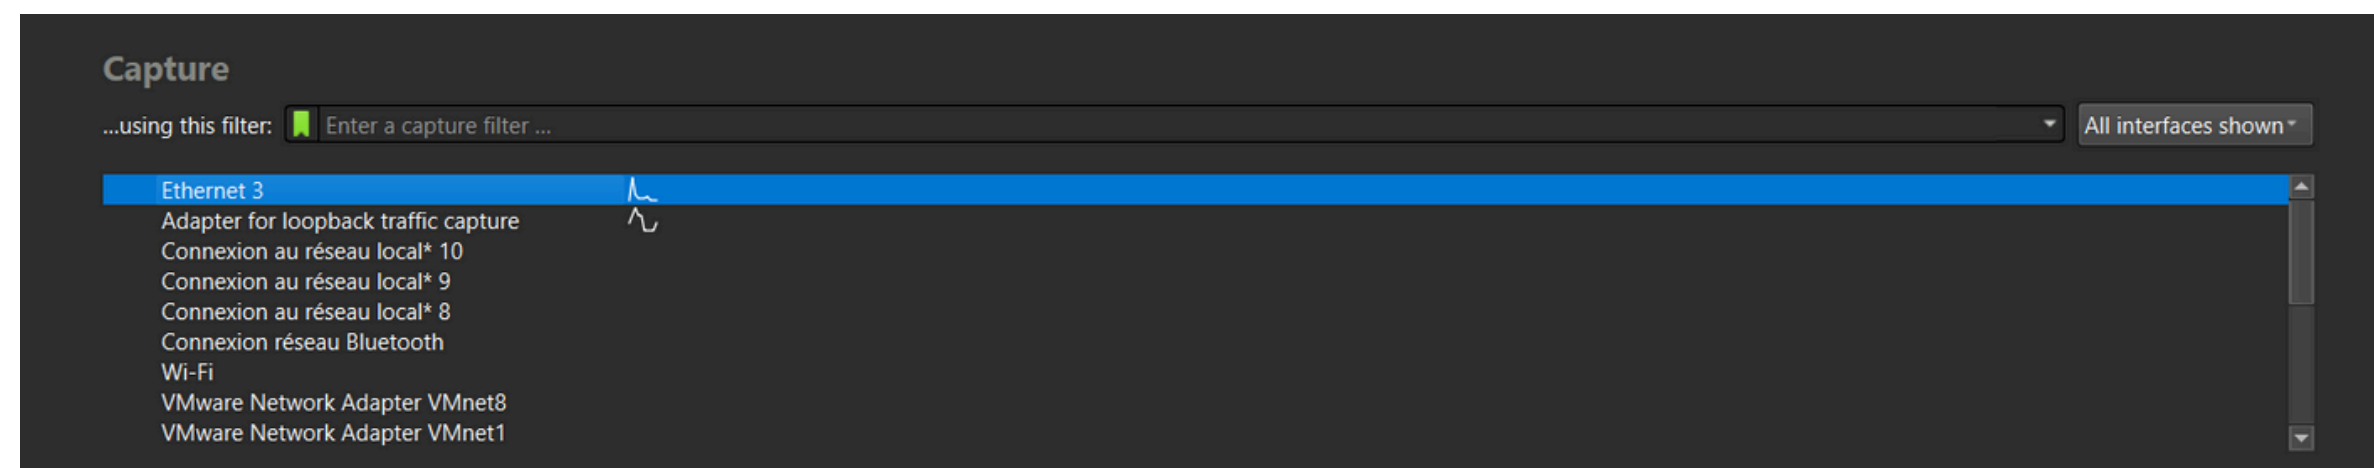 Capture
...using this filter: Enter a capture filter ... All interfaces shown
Ethernet 3
Adapter for loopback traffic capture
Connexion au réseau local* 10
Connexion au réseau local* 9
Connexion au réseau local* 8
Connexion réseau Bluetooth
Wi-Fi
VMware Network Adapter VMnet8
VMware Network Adapter VMnet1